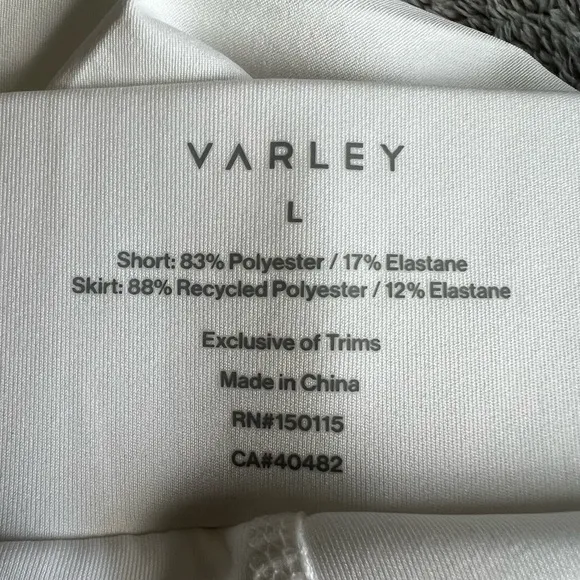 VARLEY
L
Short: 83% Polyester / 17% Elastane
Skirt: 88% Recycled Polyester / 12% Elastane
Exclusive of Trims
Made in China
RN#150115
CA#40482